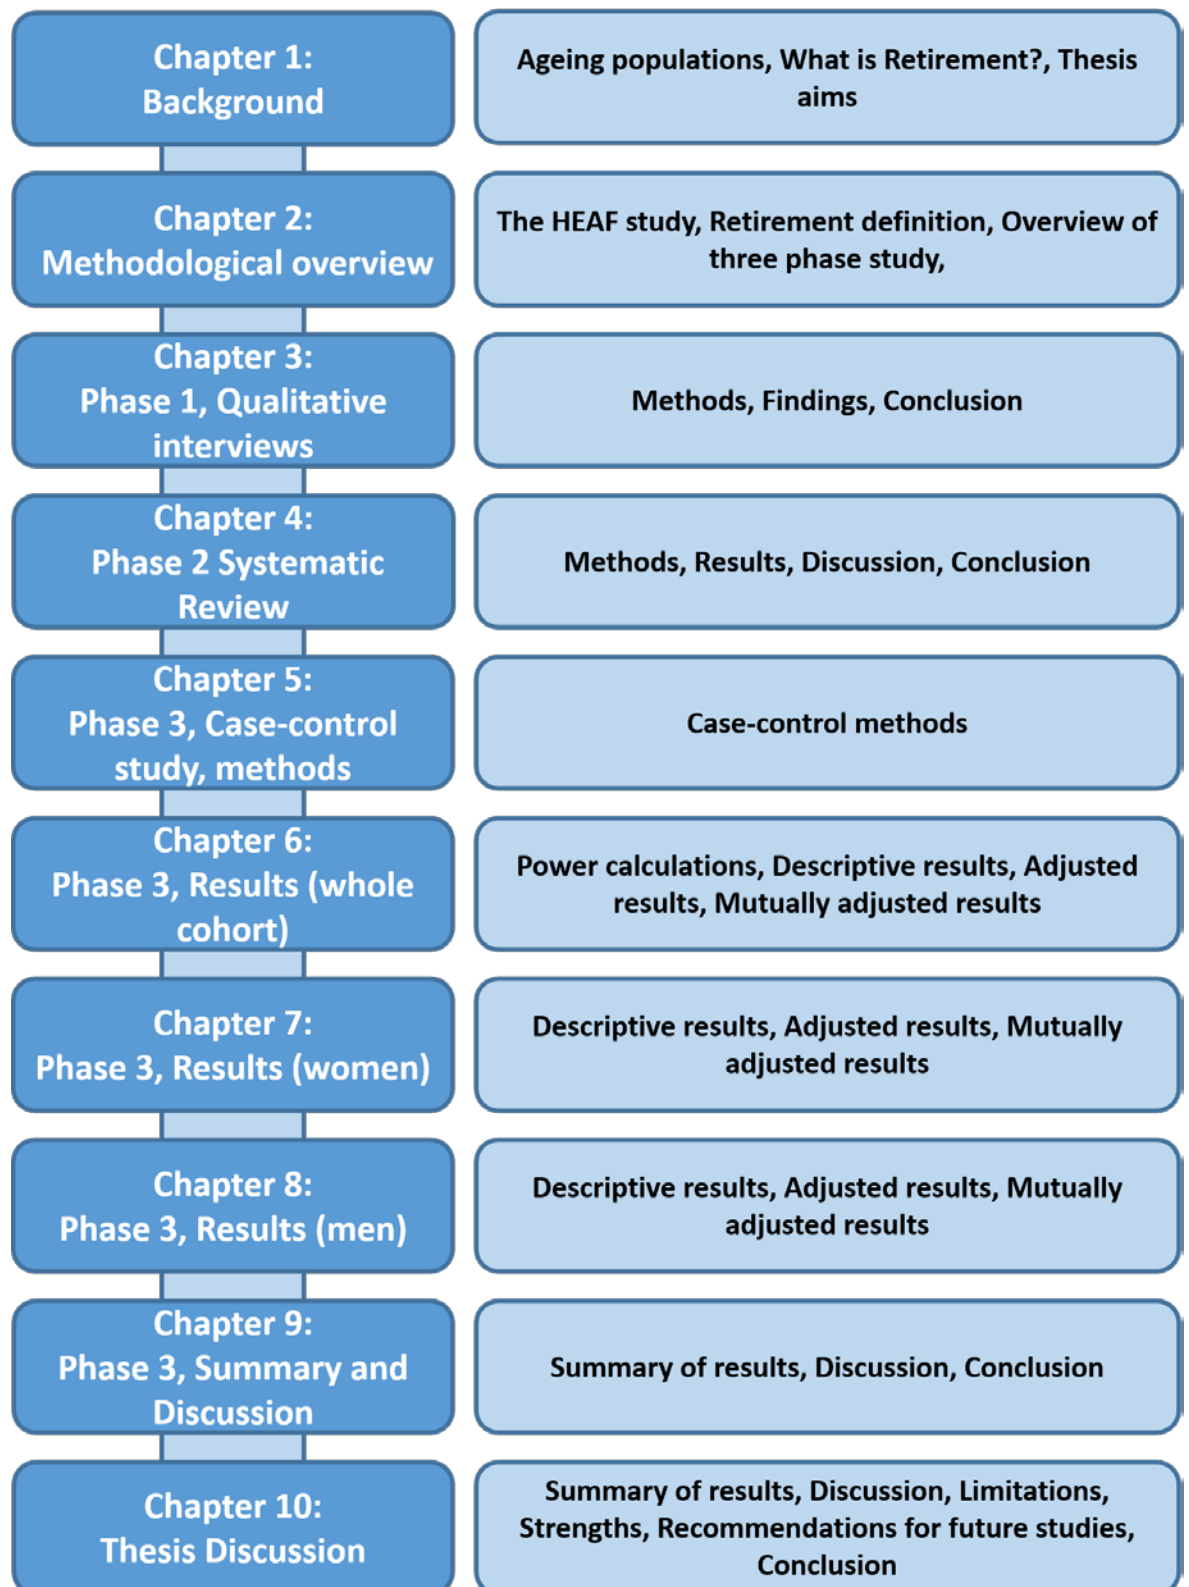 Chapter 1:
Background
Ageing populations, What is Retirement?, Thesis
aims
Chapter 2:
Methodological overview
The HEAF study, Retirement definition, Overview of
three phase study,
Chapter 3:
Phase 1, Qualitative
interviews
Methods, Findings, Conclusion
Chapter 4:
Phase 2 Systematic
Review
Methods, Results, Discussion, Conclusion
Chapter 5:
Phase 3, Case-control
study, methods
Case-control methods
Chapter 6:
Phase 3, Results (whole
cohort)
Power calculations, Descriptive results, Adjusted
results, Mutually adjusted results
Chapter 7:
Phase 3, Results (women)
Descriptive results, Adjusted results, Mutually
adjusted results
Chapter 8:
Phase 3, Results (men)
Descriptive results, Adjusted results, Mutually
adjusted results
Chapter 9:
Phase 3, Summary and
Discussion
Summary of results, Discussion, Conclusion
Chapter 10:
Thesis Discussion
Summary of results, Discussion, Limitations,
Strengths, Recommendations for future studies,
Conclusion